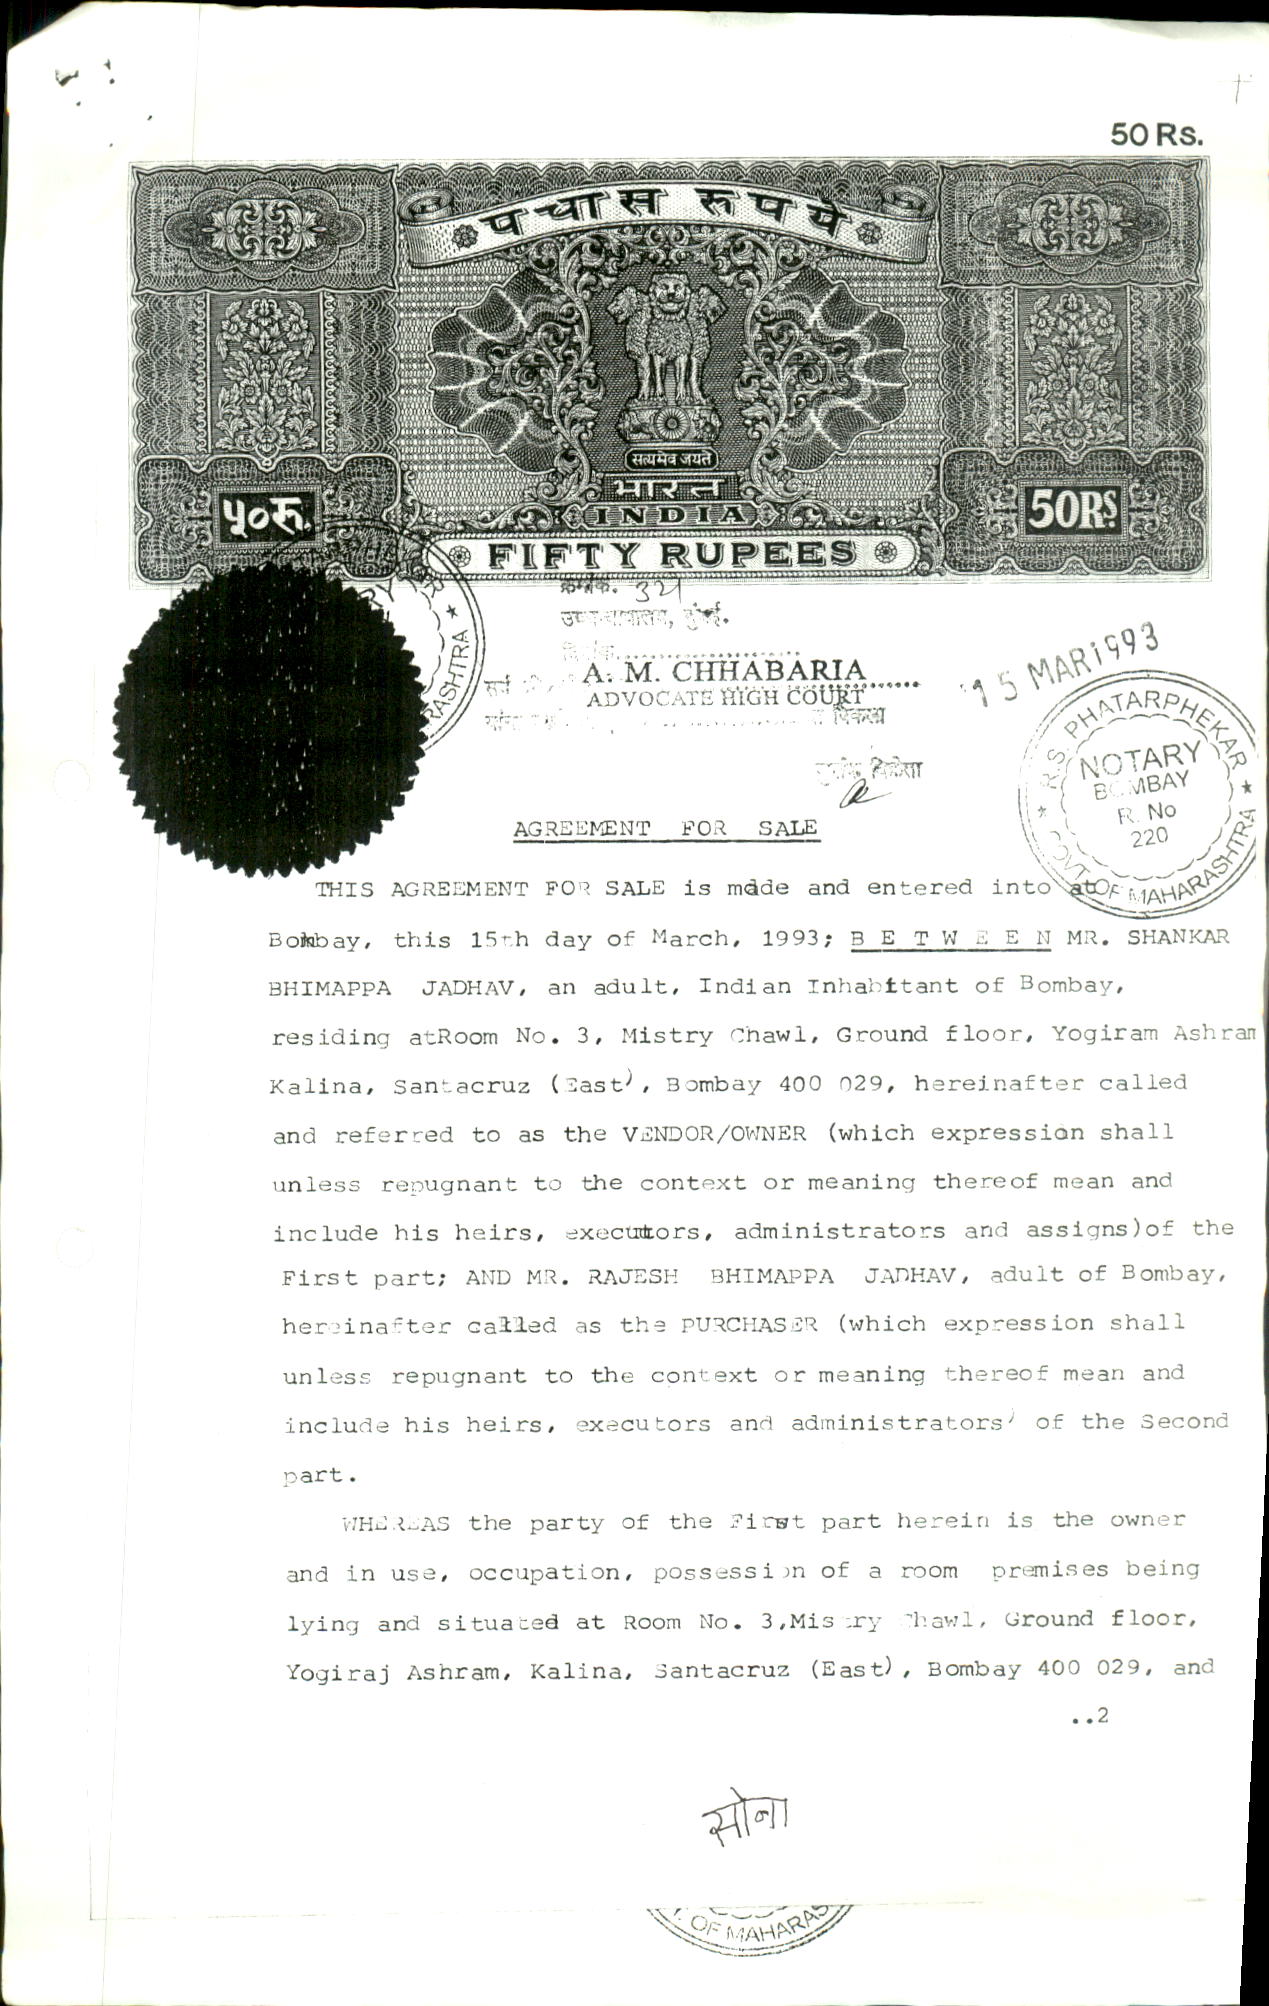 50 Rs.
पचास रुपये
सत्यमेव जयते
भारत
INDIA
५०रु.
50RS
FIFTY RUPEES
क्रमांक. 321
उच्च न्यायालय, मुंबई.
A. M. CHHABARIA
ADVOCATE HIGH COURT
15 MAR 1993
R.S. PHATARPHEKAR
NOTARY
BOMBAY
R. No
220
GOVT. OF MAHARASHTRA
AGREEMENT FOR SALE
THIS AGREEMENT FOR SALE is made and entered into at
Bombay, this 15th day of March, 1993; B E T W E E N MR. SHANKAR
BHIMAPPA JADHAV, an adult, Indian Inhabitant of Bombay,
residing atRoom No. 3, Mistry Chawl, Ground floor, Yogiram Ashram
Kalina, Santacruz (East), Bombay 400 029, hereinafter called
and referred to as the VENDOR/OWNER (which expression shall
unless repugnant to the context or meaning thereof mean and
include his heirs, executors, administrators and assigns)of the
First part; AND MR. RAJESH BHIMAPPA JADHAV, adult of Bombay,
hereinafter called as the PURCHASER (which expression shall
unless repugnant to the context or meaning thereof mean and
include his heirs, executors and administrators) of the Second
part.
WHEREAS the party of the First part herein is the owner
and in use, occupation, possession of a room premises being
lying and situated at Room No. 3,Mistry Chawl, Ground floor,
Yogiraj Ashram, Kalina, Santacruz (East), Bombay 400 029, and
..2
सोना
OF MAHARAS